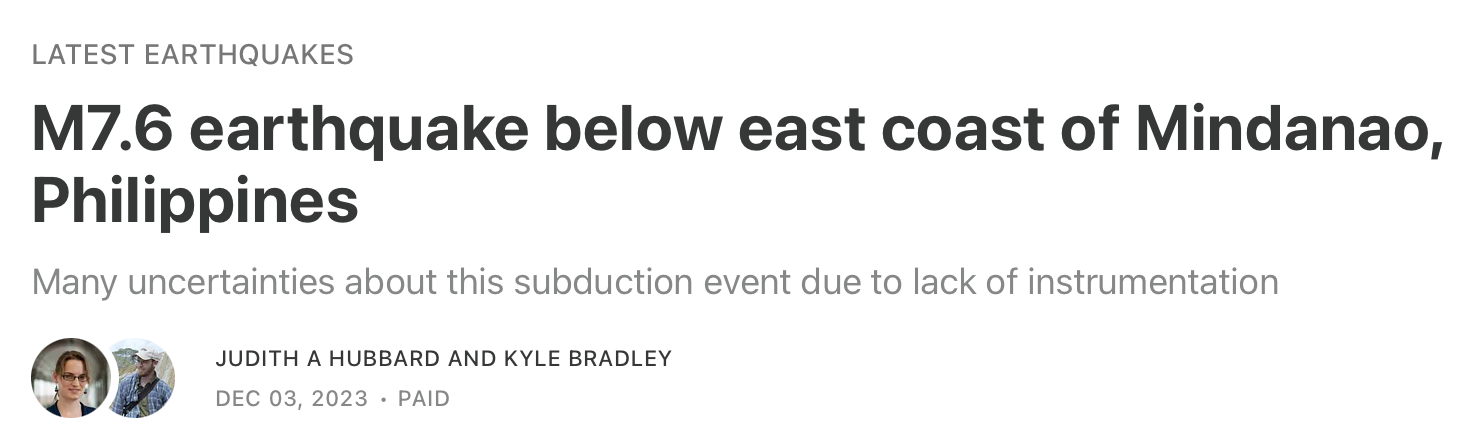 LATEST EARTHQUAKES
M7.6 earthquake below east coast of Mindanao,
Philippines
Many uncertainties about this subduction event due to lack of instrumentation
JUDITH A HUBBARD AND KYLE BRADLEY
DEC 03, 2023 • PAID